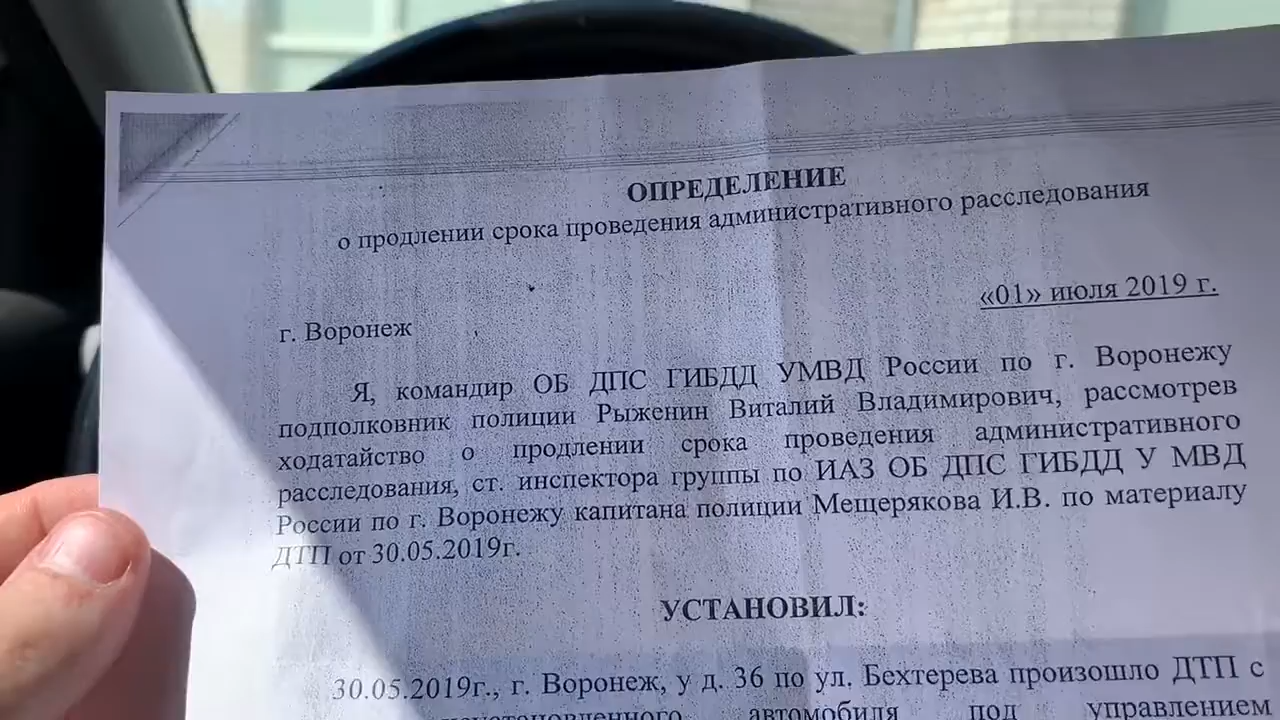 ОПРЕДЕЛЕНИЕ
о продлении срока проведения административного расследования
«01» июля 2019 г.
г. Воронеж
Я, командир ОБ ДПС ГИБДД УМВД России по г. Воронежу
подполковник полиции Рыженин Виталий Владимирович, рассмотрев
ходатайство о продлении срока проведения административного
расследования, ст. инспектора группы по ИАЗ ОБ ДПС ГИБДД У МВД
России по г. Воронежу капитана полиции Мещерякова И.В. по материалу
ДТП от 30.05.2019г.
УСТАНОВИЛ:
30.05.2019г., г. Воронеж, у д. 36 по ул. Бехтерева произошло ДТП с
автомобиля под управлением